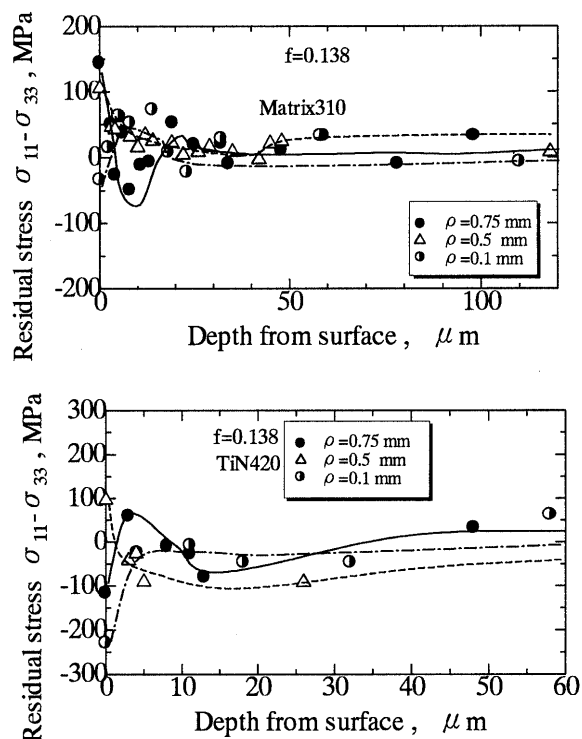 Residual stress σ11-σ33 , MPa
200
100
0
-100
-200
f=0.138
Matrix310
● ρ=0.75 mm
△ ρ=0.5 mm
◑ ρ=0.1 mm
0 50 100
Depth from surface , μm
Residual stress σ11-σ33 , MPa
300
200
100
0
-100
-200
-300
f=0.138
TiN420
● ρ=0.75 mm
△ ρ=0.5 mm
◑ ρ=0.1 mm
0 10 20 30 40 50 60
Depth from surface , μm